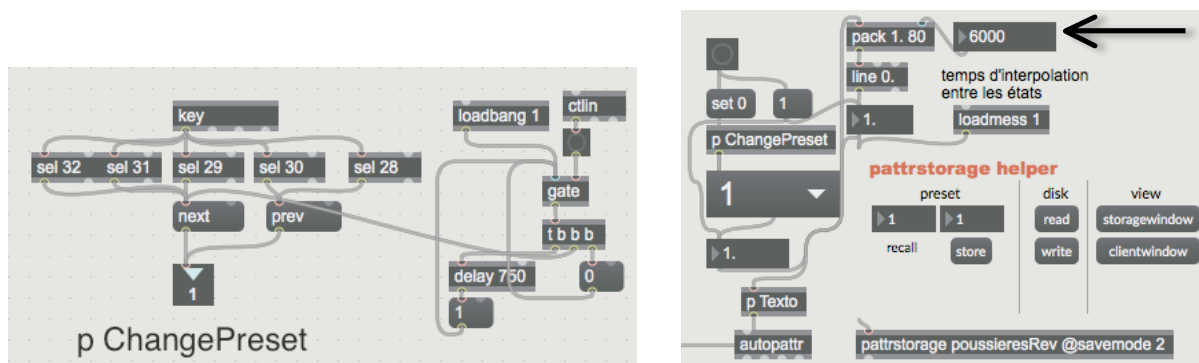 key
loadbang 1
ctlin
sel 32
sel 31
sel 29
sel 30
sel 28
gate
next
prev
t b b b
delay 750
0
1
1
p ChangePreset
pack 1. 80
6000
line 0.
temps d'interpolation
entre les états
set 0
1
1.
loadmess 1
p ChangePreset
pattrstorage helper
1
preset
disk
view
1
1
read
storagewindow
recall
store
write
clientwindow
1.
p Texto
autopattr
pattrstorage poussieresRev @savemode 2